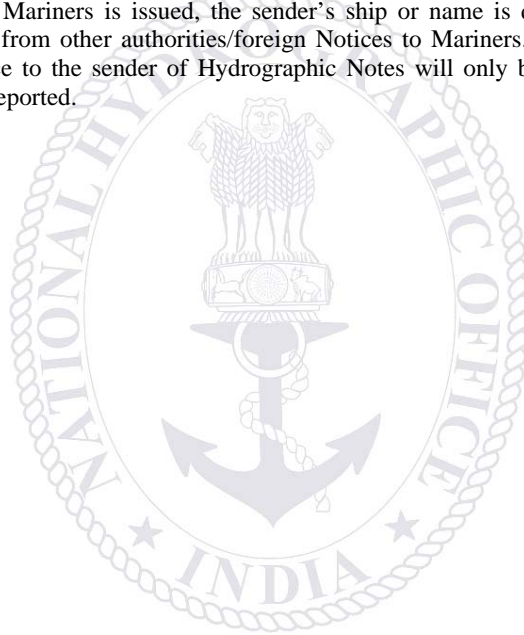 Mariners is issued, the sender's ship or name is
from other authorities/foreign Notices to Mariners.
ce to the sender of Hydrographic Notes will only b
eported.
NATIONAL HYDROGRAPHIC OFFICE
INDIA